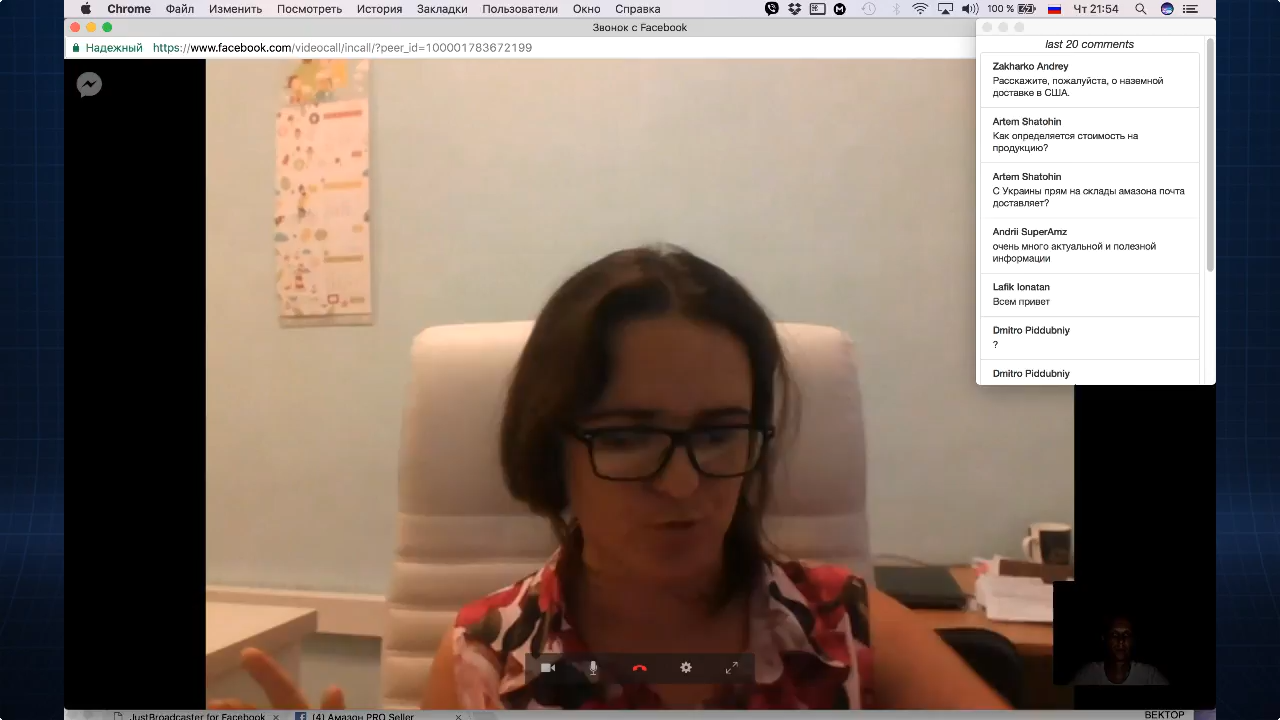 Chrome Файл Изменить Посмотреть История Закладки Пользователи Окно Справка 100 % Чт 21:54
Звонок с Facebook
Надежный https://www.facebook.com/videocall/incall/?peer_id=100001783672199
last 20 comments
Zakharko Andrey
Расскажите, пожалуйста, о наземной
доставке в США.
Artem Shatohin
Как определяется стоимость на
продукцию?
Artem Shatohin
С Украины прям на склады амазона почта
доставляет?
Andrii SuperAmz
очень много актуальной и полезной
информации
Lafik Ionatan
Всем привет
Dmitro Piddubniy
?
Dmitro Piddubniy
JustBroadcaster for Facebook × (4) Амазон PRO Seller ×
ВЕКТОР